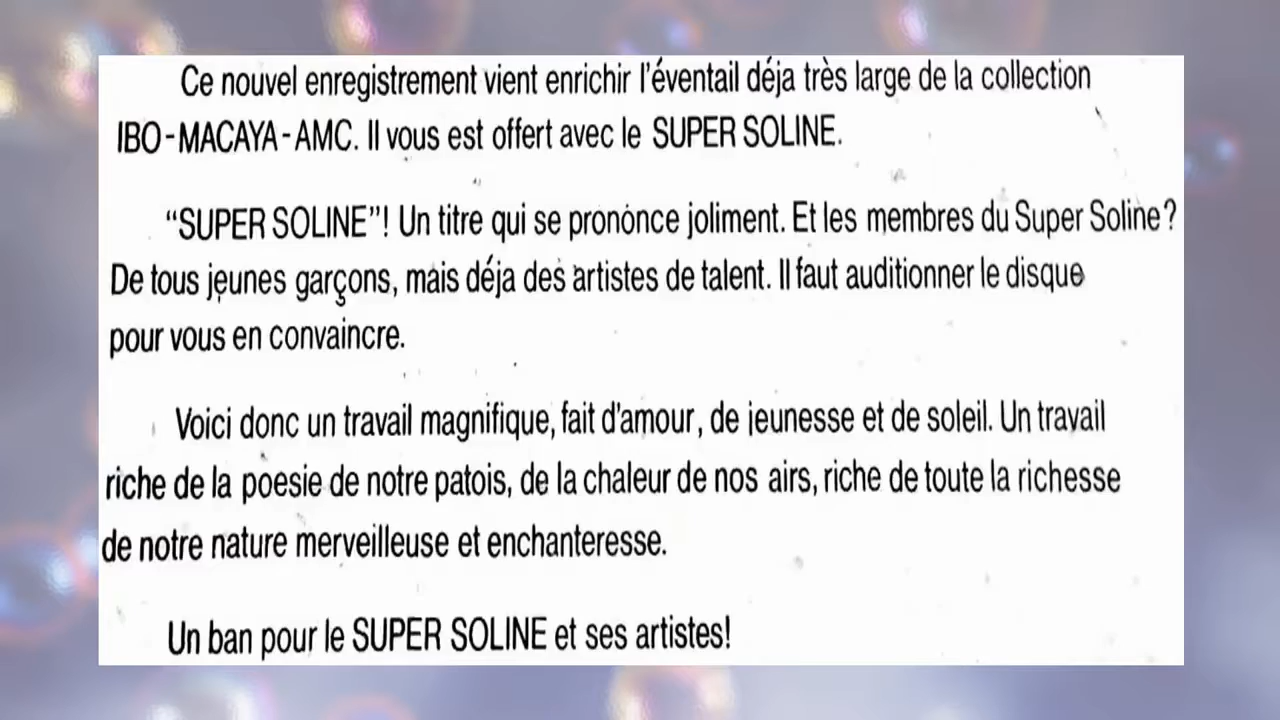 Ce nouvel enregistrement vient enrichir l'éventail déja très large de la collection
IBO-MACAYA-AMC. Il vous est offert avec le SUPER SOLINE.
“SUPER SOLINE”! Un titre qui se prononce joliment. Et les membres du Super Soline?
De tous jeunes garçons, mais déja des artistes de talent. Il faut auditionner le disque
pour vous en convaincre.
Voici donc un travail magnifique, fait d'amour, de jeunesse et de soleil. Un travail
riche de la poesie de notre patois, de la chaleur de nos airs, riche de toute la richesse
de notre nature merveilleuse et enchanteresse.
Un ban pour le SUPER SOLINE et ses artistes!